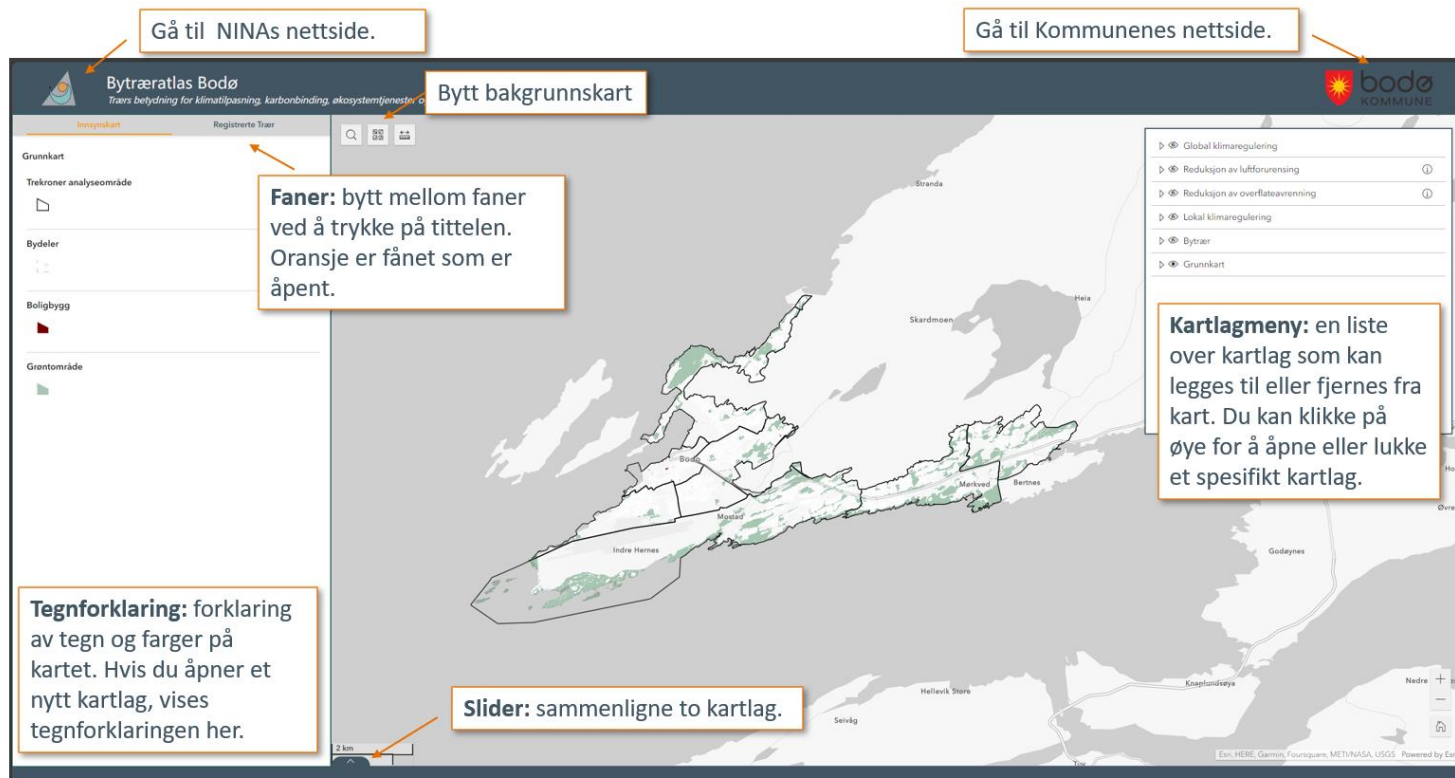 Gå til NINAs nettside.
Gå til Kommunenes nettside.
Bytræratlas Bodø
Trærs betydning for klimatilpasning, karbonbinding, økosystemtjenester
bodø
KOMMUNE
Bytt bakgrunnskart
Innsynskart
Registrerte Trær
Grunnkart
Trekroner analyseområde
Bydeler
Boligbygg
Grøntområde
Faner: bytt mellom faner
ved å trykke på tittelen.
Oransje er fånet som er
åpent.
Global klimaregulering
Reduksjon av luftforurensing
Reduksjon av overflateavrenning
Lokal klimaregulering
Bytrær
Grunnkart
Kartlagmeny: en liste
over kartlag som kan
legges til eller fjernes fra
kart. Du kan klikke på
øye for å åpne eller lukke
et spesifikt kartlag.
Stranda
Heia
Skardmoen
Bodø
Mørkved
Bertnes
Mostad
Indre Hernes
Godøynes
Knaplundsøya
Hellevik Store
Seivåg
Nedre
Tegnforklaring: forklaring
av tegn og farger på
kartet. Hvis du åpner et
nytt kartlag, vises
tegnforklaringen her.
Slider: sammenligne to kartlag.
2 km
Esri, HERE, Garmin, Foursquare, METI/NASA, USGS Powered by Esri